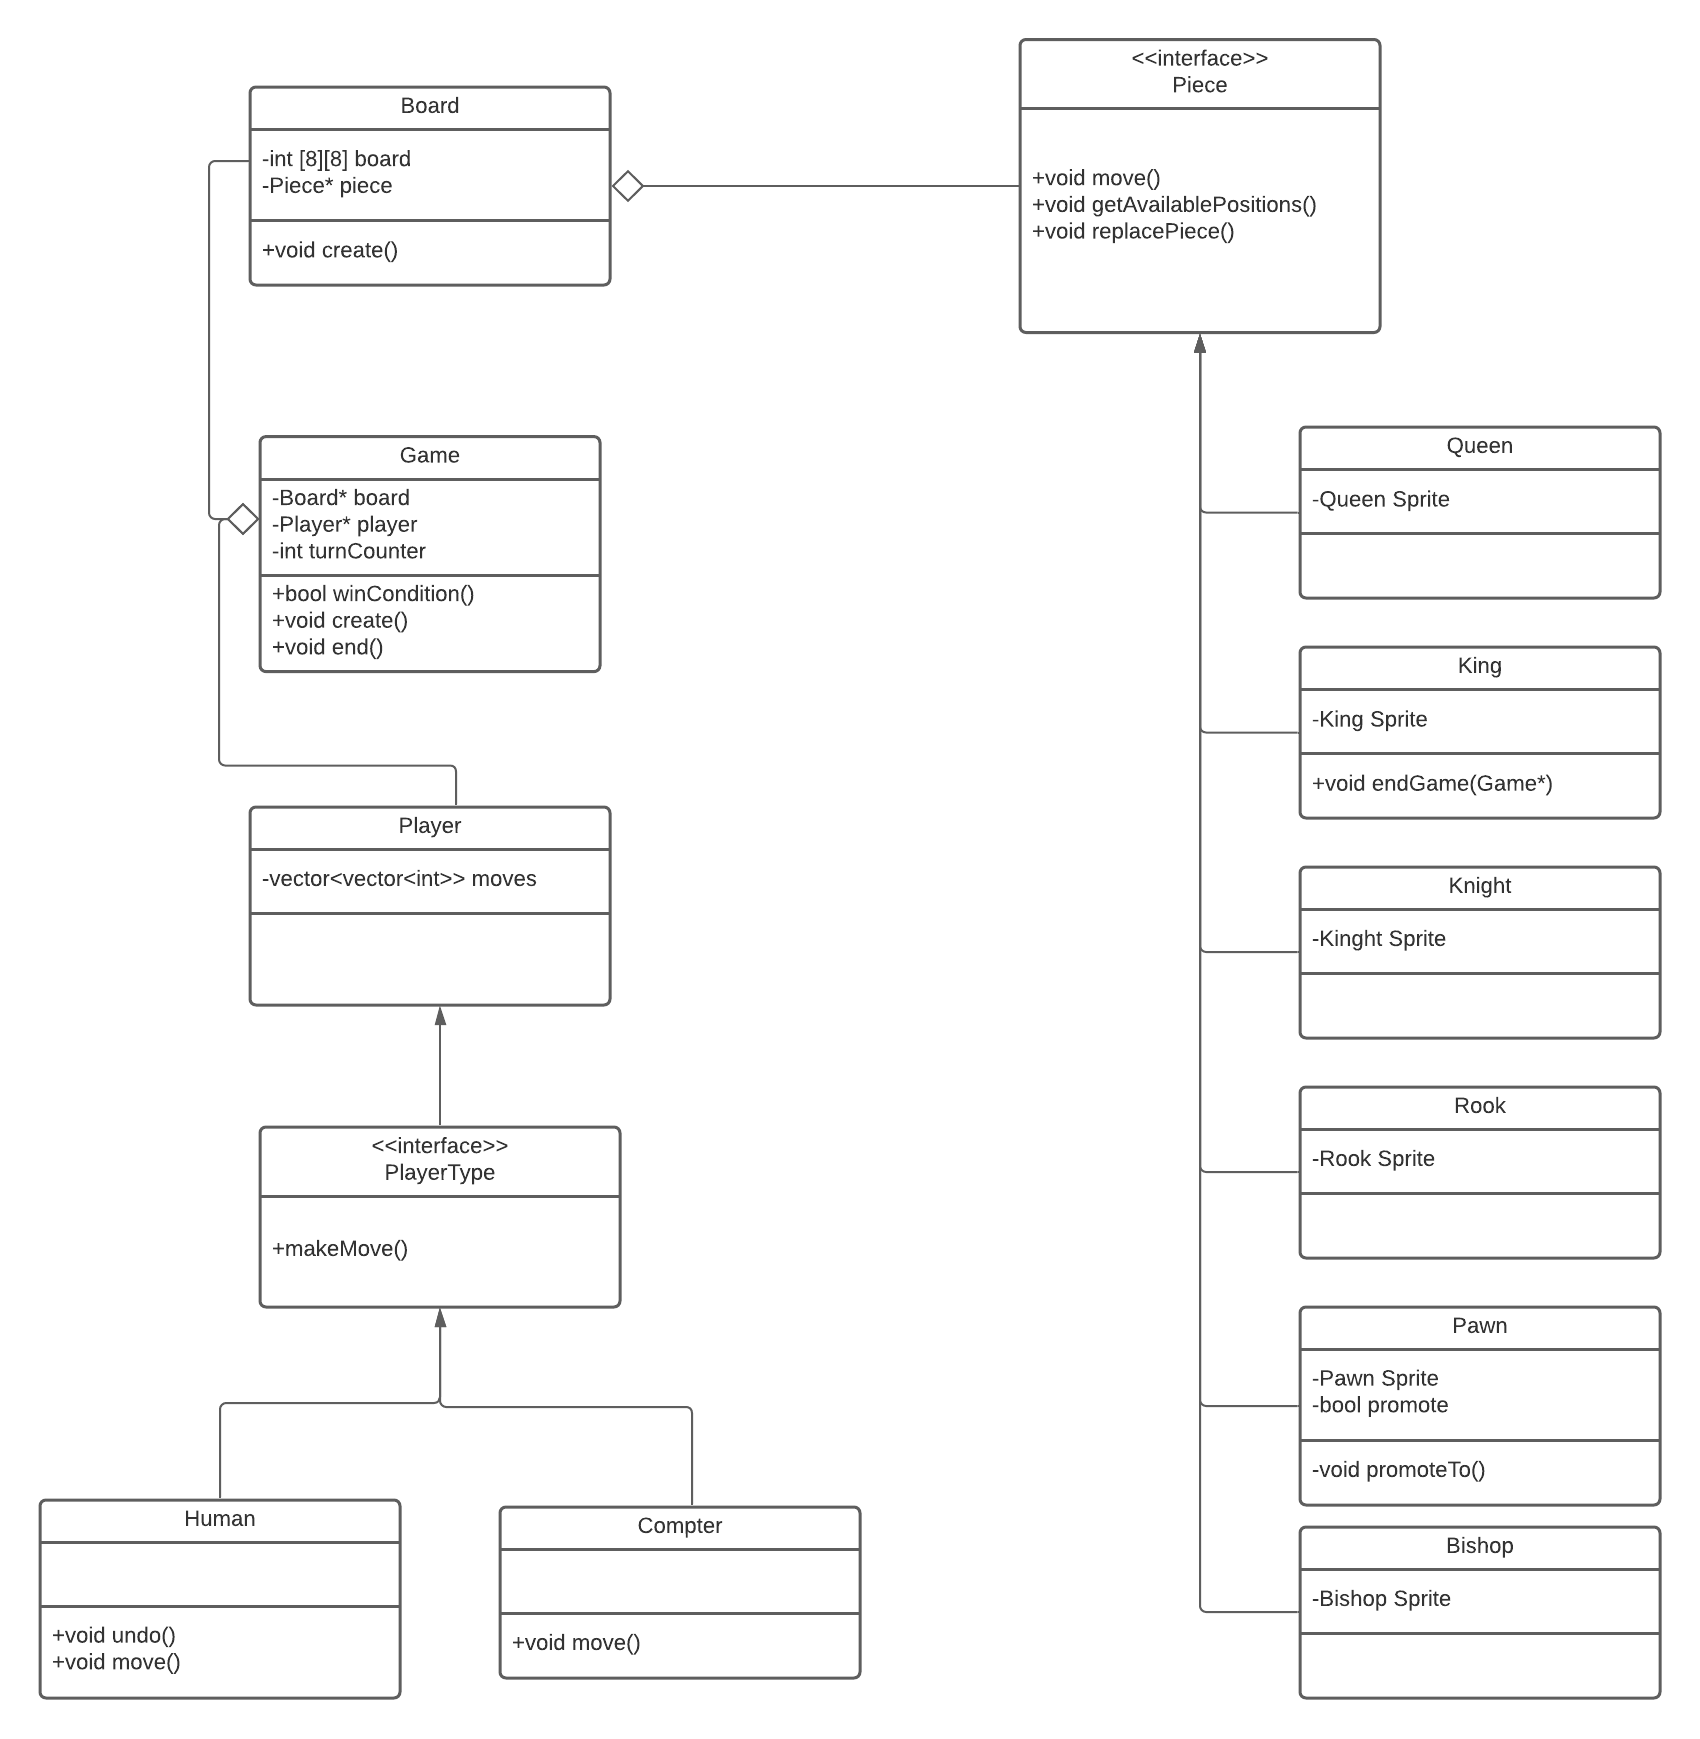 Board
-int [8][8] board
-Piece* piece
+void create()
<<interface>>
Piece
+void move()
+void getAvailablePositions()
+void replacePiece()
Game
-Board* board
-Player* player
-int turnCounter
+bool winCondition()
+void create()
+void end()
Player
-vector<vector<int>> moves
<<interface>>
PlayerType
+makeMove()
Human
+void undo()
+void move()
Compter
+void move()
Queen
-Queen Sprite
King
-King Sprite
+void endGame(Game*)
Knight
-Kinght Sprite
Rook
-Rook Sprite
Pawn
-Pawn Sprite
-bool promote
-void promoteTo()
Bishop
-Bishop Sprite